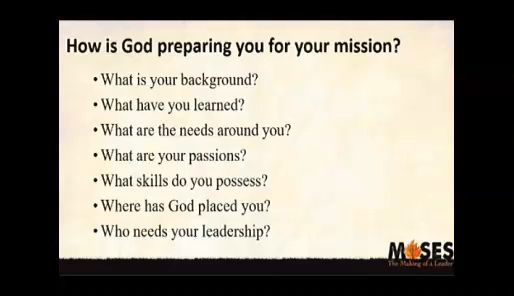 How is God preparing you for your mission?
• What is your background?
• What have you learned?
• What are the needs around you?
• What are your passions?
• What skills do you possess?
• Where has God placed you?
• Who needs your leadership?
MOSES
The Making of a Leader